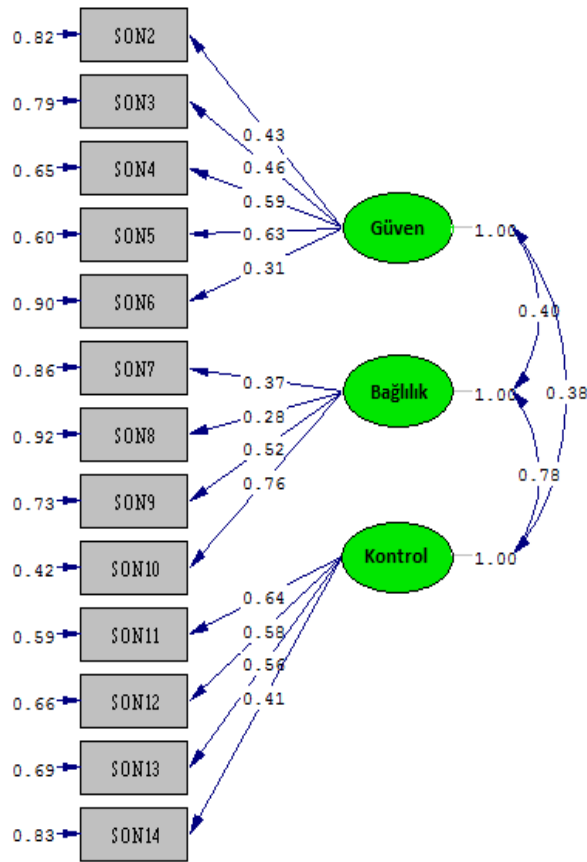 0.82 SON2
0.79 SON3
0.43
0.46
0.65 SON4
0.59
0.60 SON5
0.63
Güven 1.00
0.31
0.90 SON6
0.40
0.86 SON7
0.37
Bağlılık 1.00
0.38
0.28
0.92 SON8
0.52
0.76
0.78
0.73 SON9
0.42 SON10
Kontrol 1.00
0.64
0.59 SON11
0.58
0.56
0.66 SON12
0.41
0.69 SON13
0.83 SON14